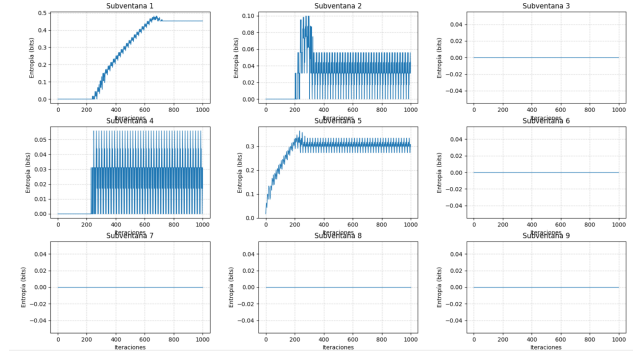 Subventana 1
Subventana 2
Subventana 3
Entropía (bits)
0.5
0.4
0.3
0.2
0.1
0.0
0 200 400 600 800 1000
Iteraciones
Entropía (bits)
0.10
0.08
0.06
0.04
0.02
0.00
0 200 400 600 800 1000
Iteraciones
Entropía (bits)
0.04
0.02
0.00
−0.02
−0.04
0 200 400 600 800 1000
Iteraciones
Subventana 4
Subventana 5
Subventana 6
Entropía (bits)
0.05
0.04
0.03
0.02
0.01
0.00
0 200 400 600 800 1000
Iteraciones
Entropía (bits)
0.3
0.2
0.1
0.0
0 200 400 600 800 1000
Iteraciones
Entropía (bits)
0.04
0.02
0.00
−0.02
−0.04
0 200 400 600 800 1000
Iteraciones
Subventana 7
Subventana 8
Subventana 9
Entropía (bits)
0.04
0.02
0.00
−0.02
−0.04
0 200 400 600 800 1000
Iteraciones
Entropía (bits)
0.04
0.02
0.00
−0.02
−0.04
0 200 400 600 800 1000
Iteraciones
Entropía (bits)
0.04
0.02
0.00
−0.02
−0.04
0 200 400 600 800 1000
Iteraciones